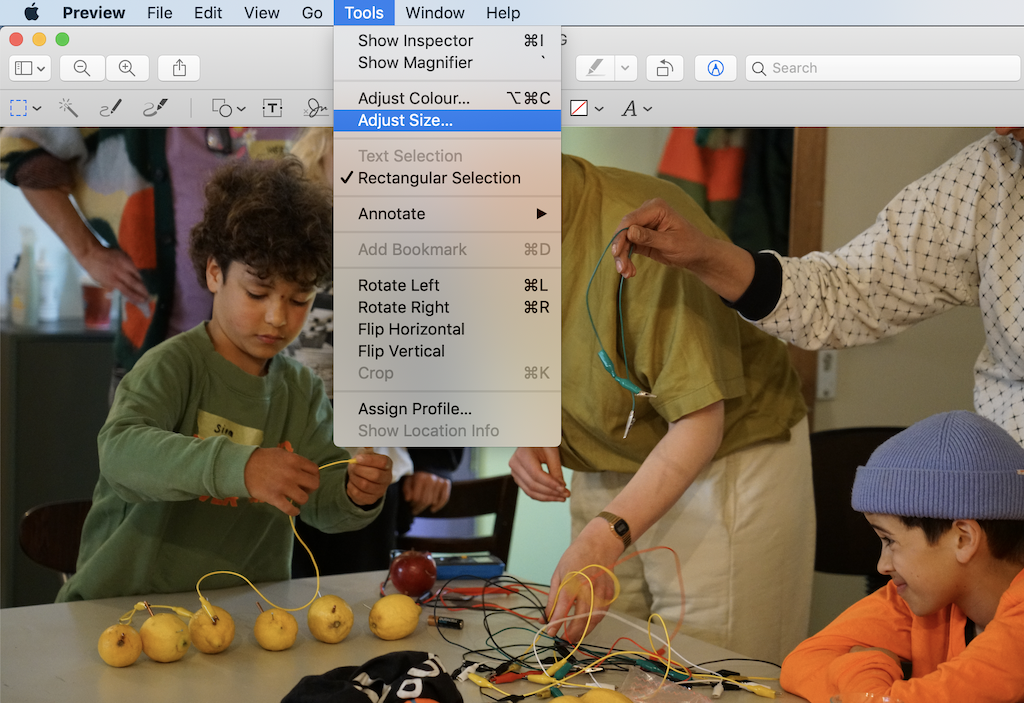 Preview File Edit View Go Tools Window Help
G
Search
Show Inspector ⌘I
Show Magnifier `
Adjust Colour... ⌥⌘C
Adjust Size...
Text Selection
✓ Rectangular Selection
Annotate ▶
Add Bookmark ⌘D
Rotate Left ⌘L
Rotate Right ⌘R
Flip Horizontal
Flip Vertical
Crop ⌘K
Assign Profile...
Show Location Info